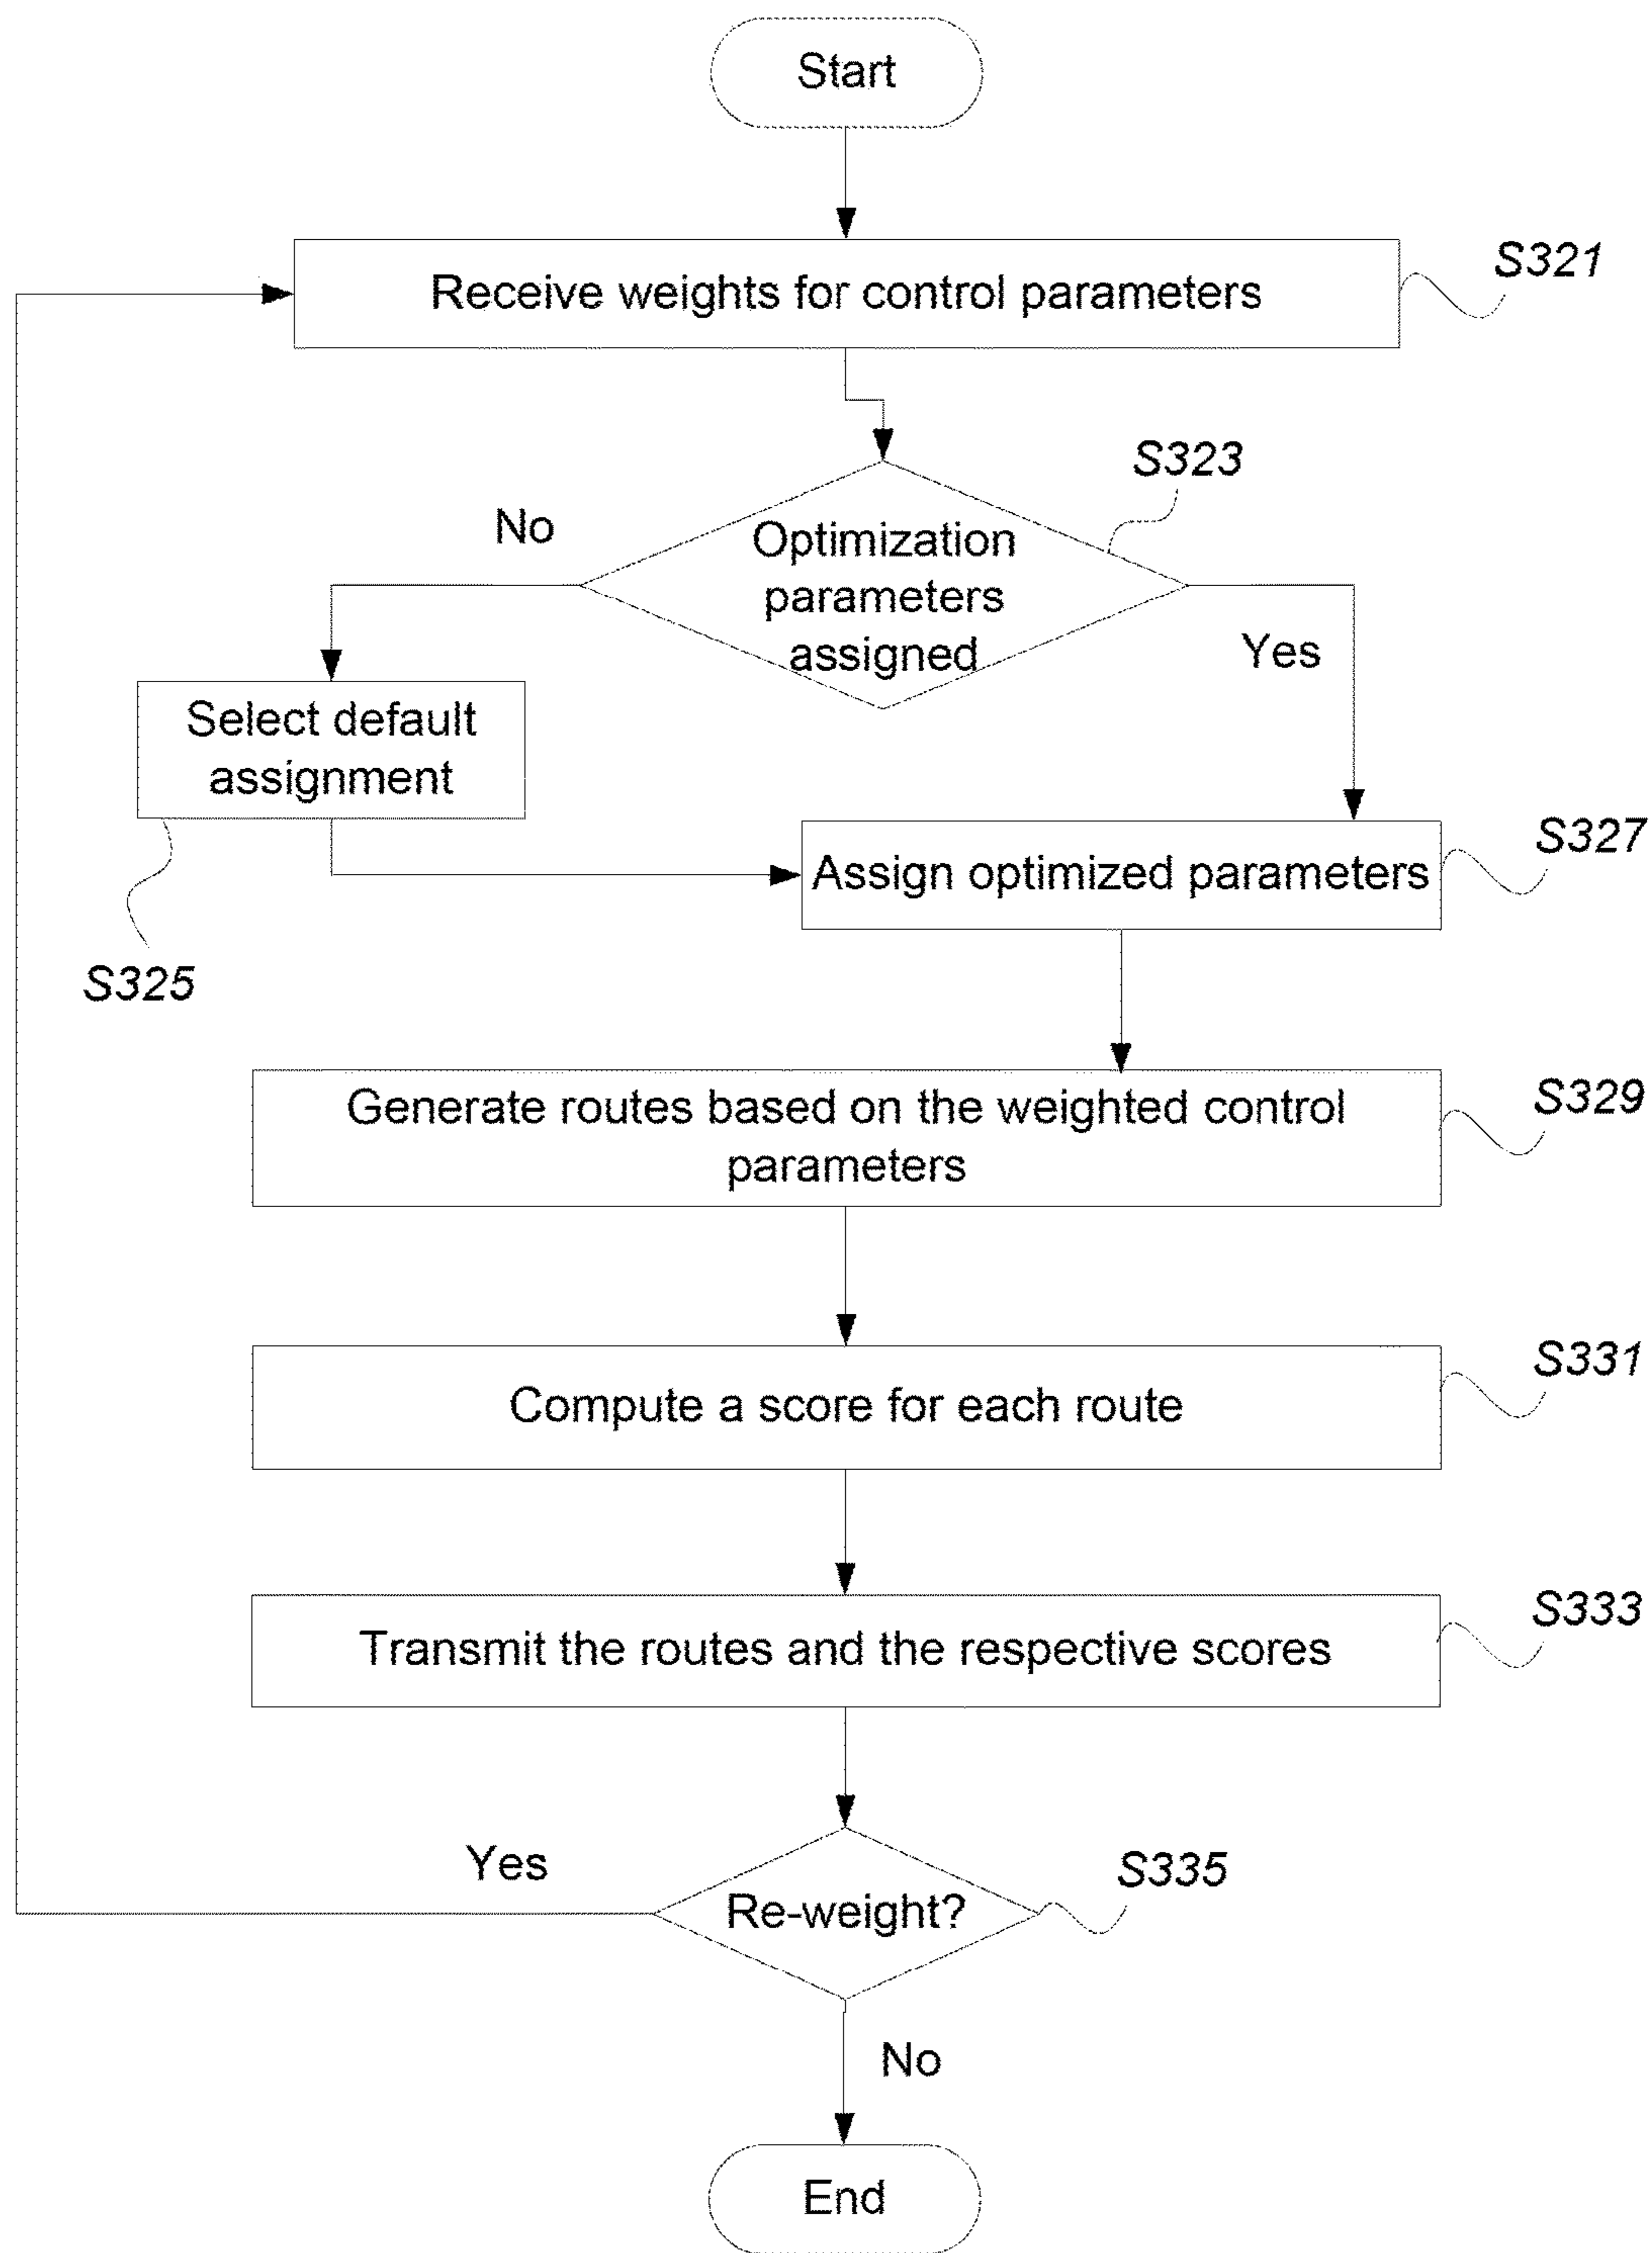 Start
Receive weights for control parameters
S321
S323
No
Optimization
parameters
assigned
Yes
Select default
assignment
S325
Assign optimized parameters
S327
Generate routes based on the weighted control
parameters
S329
Compute a score for each route
S331
Transmit the routes and the respective scores
S333
Yes
Re-weight?
S335
No
End